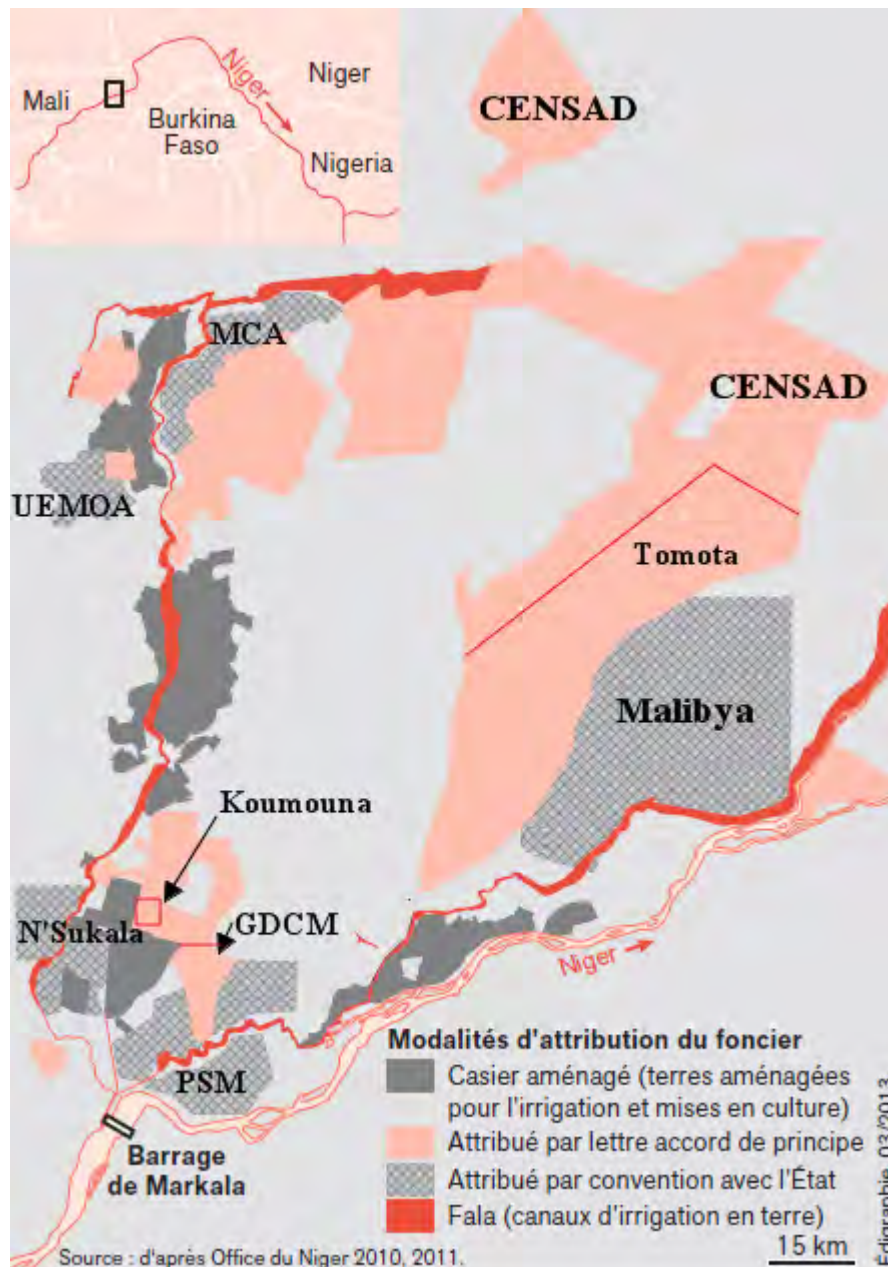 Mali
Niger
Niger
Burkina
Faso
Nigeria
CENSAD
MCA
CENSAD
UEMOA
Tomota
Malibya
Koumouna
N'Sukala
GDCM
Niger
PSM
Barrage
de Markala
Modalités d'attribution du foncier
Casier aménagé (terres aménagées
pour l'irrigation et mises en culture)
Attribué par lettre accord de principe
Attribué par convention avec l'État
Fala (canaux d'irrigation en terre)
15 km
Source : d'après Office du Niger 2010, 2011.
Édigraphie, 03/2013